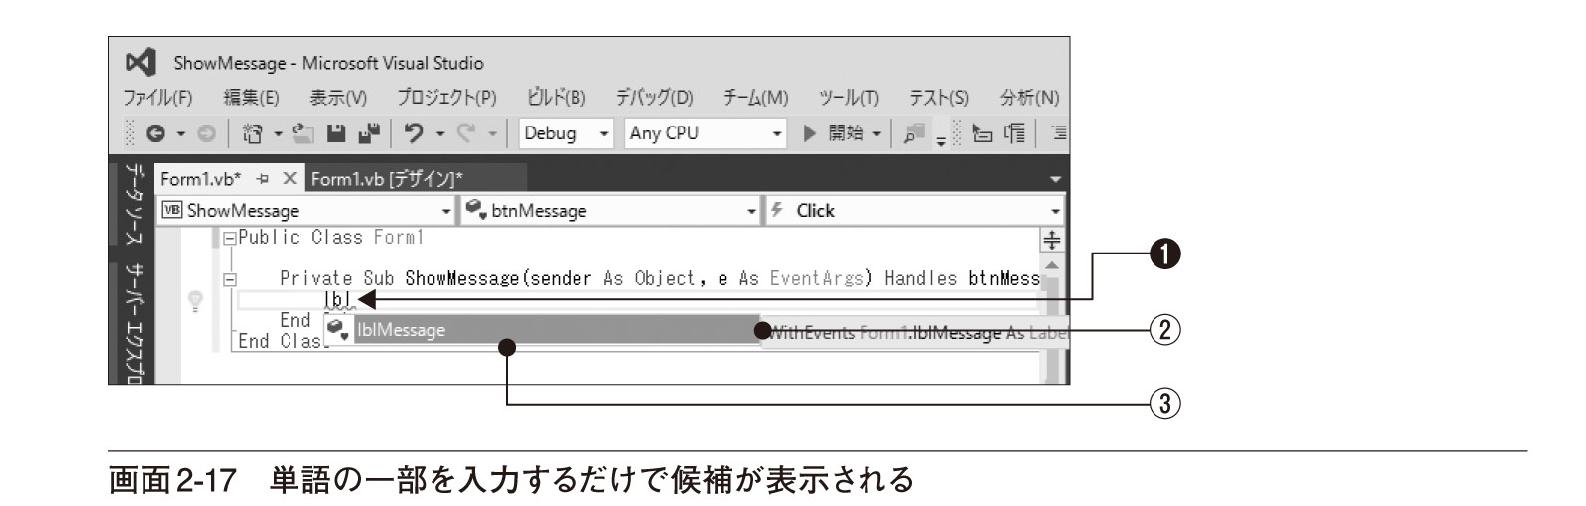 ShowMessage - Microsoft Visual Studio
ファイル(F) 編集(E) 表示(V) プロジェクト(P) ビルド(B) デバッグ(D) チーム(M) ツール(T) テスト(S) 分析(N)
Debug Any CPU 開始
データ ソース
サーバー エクスプロ
Form1.vb* Form1.vb [デザイン]*
VB ShowMessage btnMessage Click
Public Class Form1
Private Sub ShowMessage(sender As Object, e As EventArgs) Handles btnMess
lbl
End
lblMessage
WithEvents Form1.lblMessage As Label
End Clas
❶
②
③
画面2-17 単語の一部を入力するだけで候補が表示される